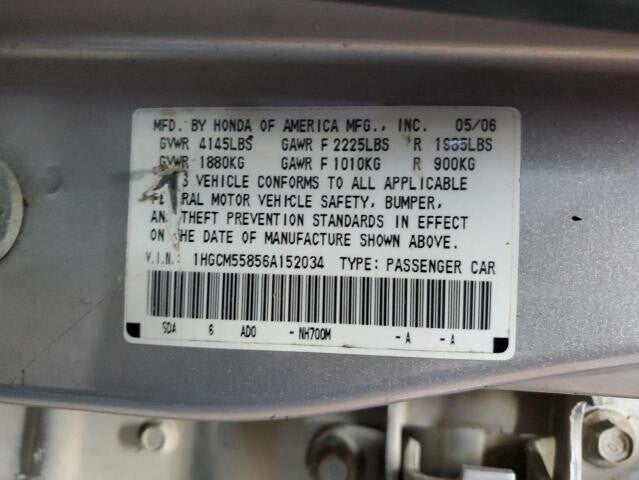 MFD. BY HONDA OF AMERICA MFG., INC. 05/06
GVWR 4145LBS GAWR F 2225LBS R LBS
GVWR 1880KG GAWR F 1010KG R 900KG
VEHICLE CONFORMS TO ALL APPLICABLE
MOTOR VEHICLE SAFETY, BUMPER,
THEFT PREVENTION STANDARDS IN EFFECT
ON THE DATE OF MANUFACTURE SHOWN ABOVE.
V.I.N.: 1HGCM55856A152034 TYPE: PASSENGER CAR
SDA 6 ADO -NH700M -A -A